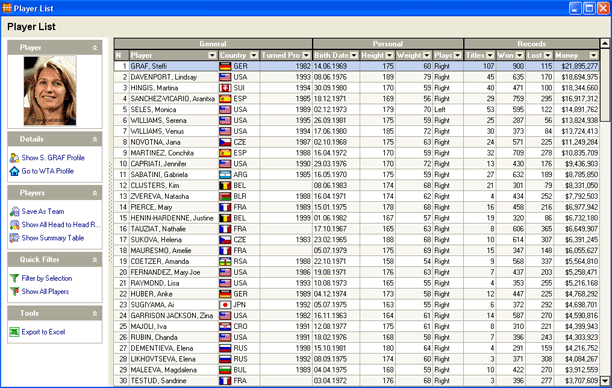 Player List
Player List
Player
Details
Show S. GRAF Profile
Go to WTA Profile
Players
Save As Team
Show All Head to Head R...
Show Summary Table
Quick Filter
Filter by Selection
Show All Players
Tools
Export to Excel
General Personal Records
N Player Country Turned Pro Birth Date Height Weight Plays Titles Won Lost Money
1 GRAF, Steffi GER 1982 14.06.1969 175 60 Right 107 900 115 $21,895,277
2 DAVENPORT, Lindsay USA 1993 08.06.1976 189 79 Right 45 635 170 $18,694,975
3 HINGIS, Martina SUI 1994 30.09.1980 170 59 Right 40 471 100 $18,344,660
4 SANCHEZ-VICARIO, Arantxa ESP 1985 18.12.1971 169 56 Right 29 759 295 $16,917,312
5 SELES, Monica USA 1989 02.12.1973 179 70 Left 53 595 122 $14,891,762
6 WILLIAMS, Serena USA 1995 26.09.1981 175 59 Right 25 287 56 $13,824,938
7 WILLIAMS, Venus USA 1994 17.06.1980 185 72 Right 30 373 84 $13,724,413
8 NOVOTNA, Jana CZE 1987 02.10.1968 175 63 Right 24 571 225 $11,249,284
9 MARTINEZ, Conchita ESP 1988 16.04.1972 170 59 Right 32 709 278 $10,835,709
10 CAPRIATI, Jennifer USA 1990 29.03.1976 170 77 Right 13 430 176 $9,436,903
11 SABATINI, Gabriela ARG 1985 16.05.1970 175 59 Right 27 632 189 $8,785,850
12 CLIJSTERS, Kim BEL 08.06.1983 174 68 Right 21 301 79 $8,331,050
13 ZVEREVA, Natasha BLR 1988 16.04.1971 174 62 Right 4 434 252 $7,792,503
14 PIERCE, Mary FRA 1989 15.01.1975 178 68 Right 16 458 216 $6,977,342
15 HENIN-HARDENNE, Justine BEL 1999 01.06.1982 167 57 Right 19 320 86 $6,732,180
16 TAUZIAT, Nathalie FRA 17.10.1967 165 63 Right 8 606 365 $6,649,907
17 SUKOVA, Helena CZE 1983 23.02.1965 188 68 Right 10 614 307 $6,391,245
18 MAURESMO, Amelie FRA 05.07.1979 175 69 Right 15 347 148 $6,055,627
19 COETZER, Amanda RSA 1988 22.10.1971 158 54 Right 9 568 337 $5,564,810
20 FERNANDEZ, Mary Joe USA 1986 19.08.1971 176 63 Right 7 437 203 $5,258,471
21 RAYMOND, Lisa USA 1993 10.08.1973 165 55 Right 4 353 255 $5,216,168
22 HUBER, Anke GER 1989 04.12.1974 173 58 Right 12 447 225 $4,768,292
23 SUGIYAMA, Ai JPN 1992 05.07.1975 163 55 Right 6 372 292 $4,698,701
24 GARRISON JACKSON, Zina USA 1982 16.11.1963 164 61 Right 14 587 270 $4,590,816
25 MAJOLI, Iva CRO 1991 12.08.1977 175 61 Right 8 310 221 $4,399,943
26 RUBIN, Chanda USA 1991 18.02.1976 168 58 Right 7 396 243 $4,303,923
27 DEMENTIEVA, Elena RUS 1998 15.10.1981 180 64 Right 4 291 159 $4,216,752
28 LIKHOVTSEVA, Elena RUS 1992 08.09.1975 174 60 Right 3 371 308 $4,084,267
29 MALEEVA, Magdalena BUL 1989 01.04.1975 168 63 Right 10 418 269 $4,008,907
30 TESTUD, Sandrine FRA 03.04.1972 176 64 Right 3 376 271 $3,707,670